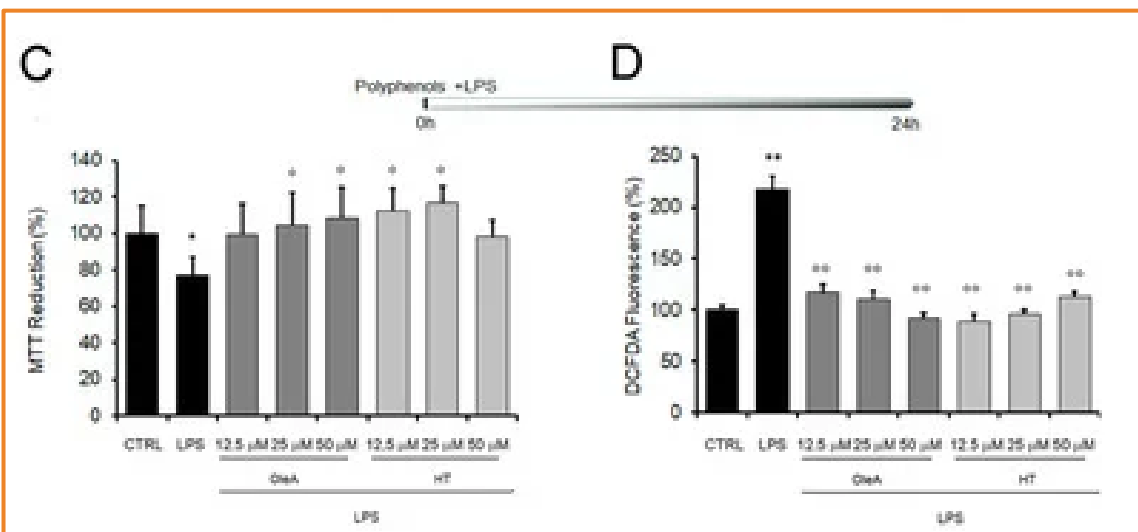 C
D
Polyphenols +LPS
0h 24h
MTT Reduction (%)
140
120
100
80
60
40
20
0
* ° ° ° °
CTRL LPS 12.5 µM 25 µM 50 µM 12.5 µM 25 µM 50 µM
OleA HT
LPS
DCFDA Fluorescence (%)
250
200
150
100
50
0
** °° °° °° °° °° °°
CTRL LPS 12.5 µM 25 µM 50 µM 12.5 µM 25 µM 50 µM
OleA HT
LPS